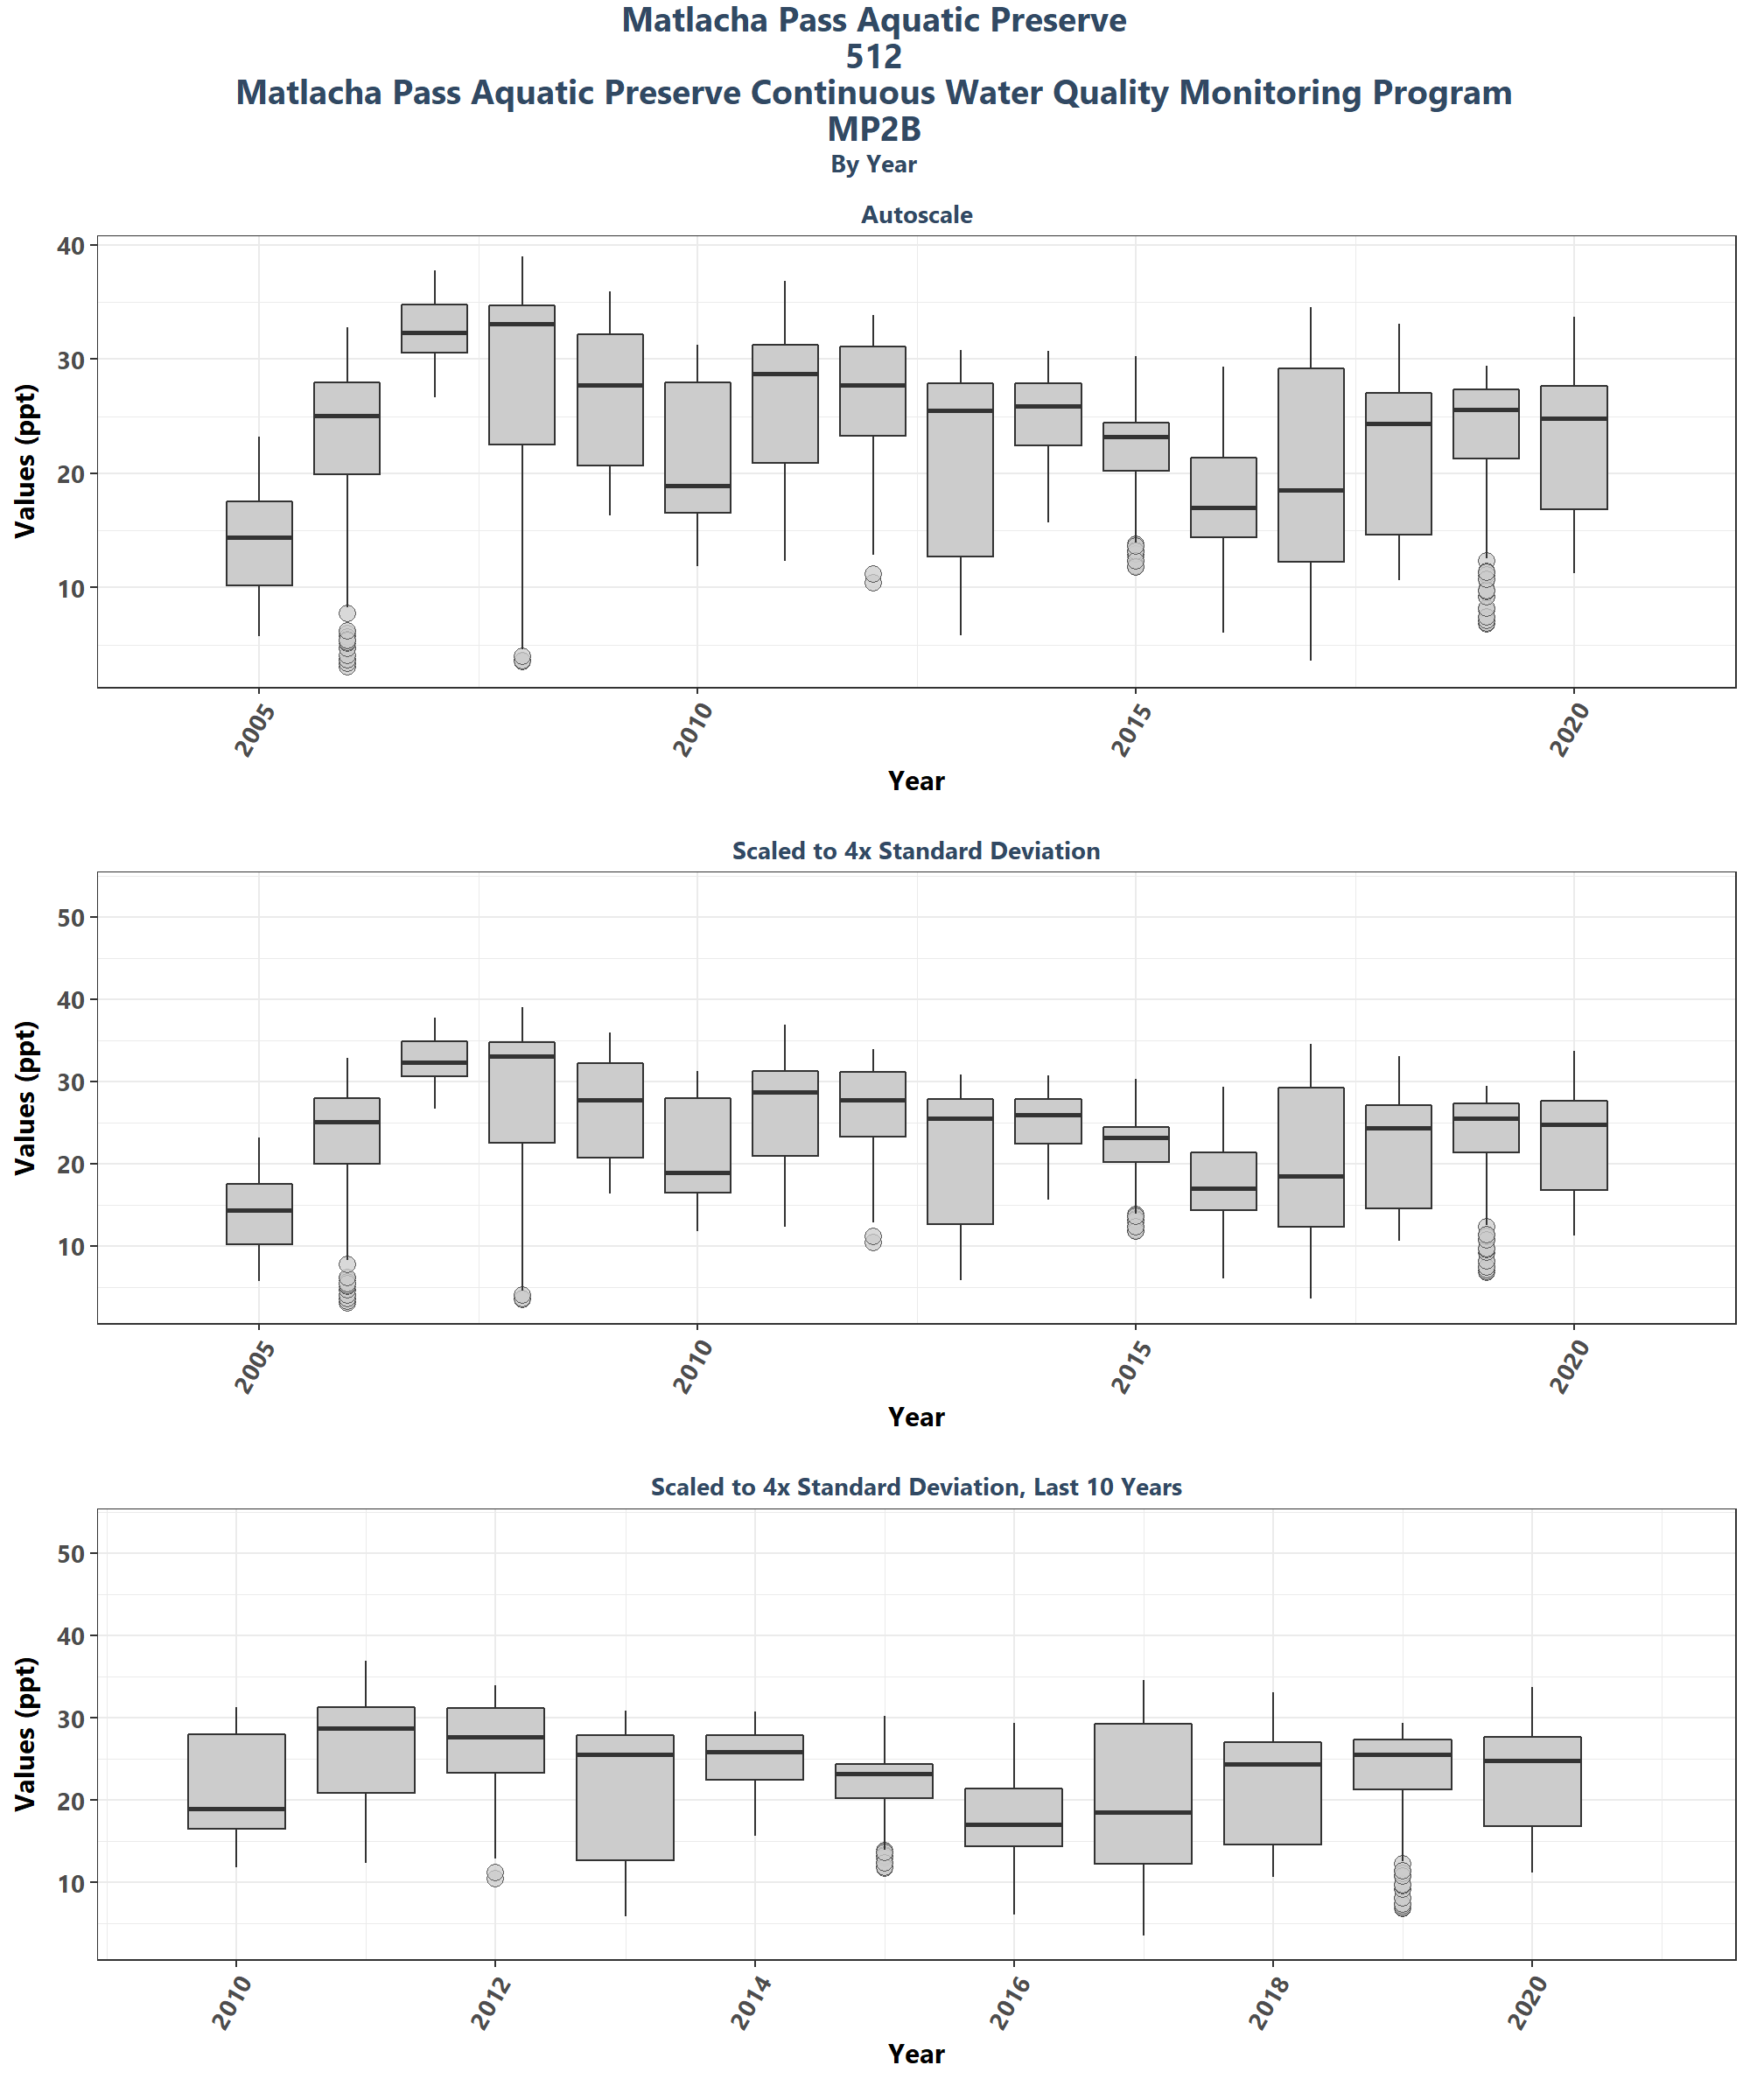 Matlacha Pass Aquatic Preserve
512
Matlacha Pass Aquatic Preserve Continuous Water Quality Monitoring Program
MP2B
By Year
Autoscale
Values (ppt)
40
30
20
10
2005 2010 2015 2020
Year
Scaled to 4x Standard Deviation
Values (ppt)
50
40
30
20
10
2005 2010 2015 2020
Year
Scaled to 4x Standard Deviation, Last 10 Years
Values (ppt)
50
40
30
20
10
2010 2012 2014 2016 2018 2020
Year